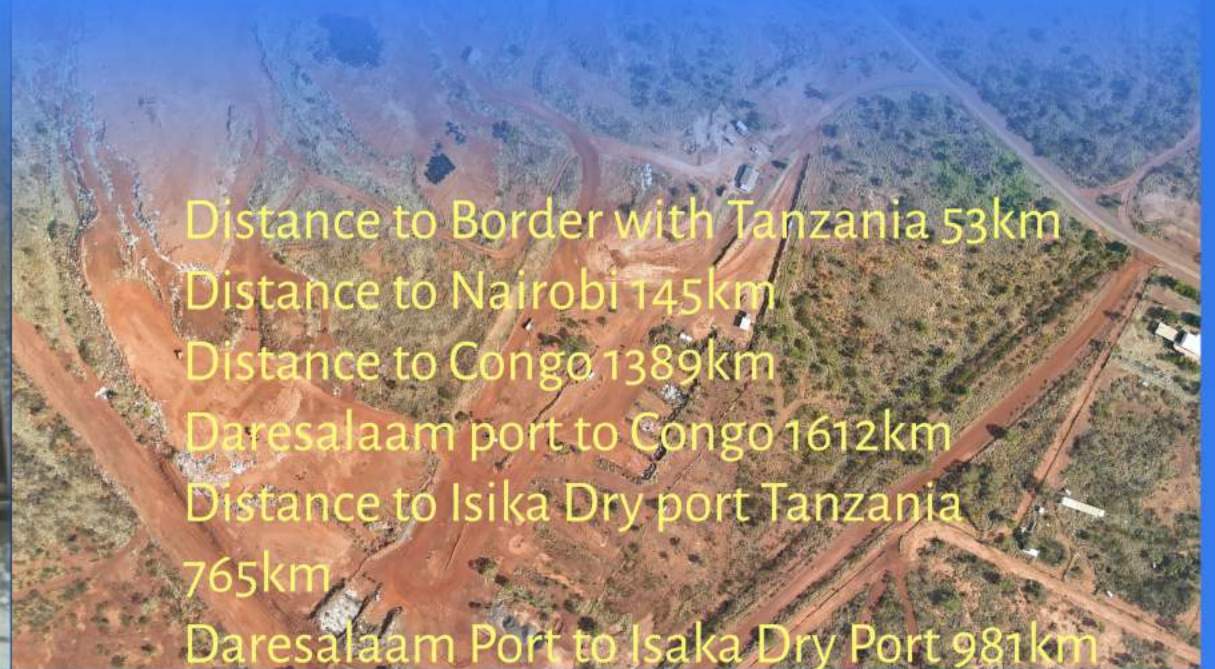 Distance to Border with Tanzania 53km
Distance to Nairobi 145km
Distance to Congo 1389km
Daresalaam port to Congo 1612km
Distance to Isika Dry port Tanzania
765km
Daresalaam Port to Isaka Dry Port 981km